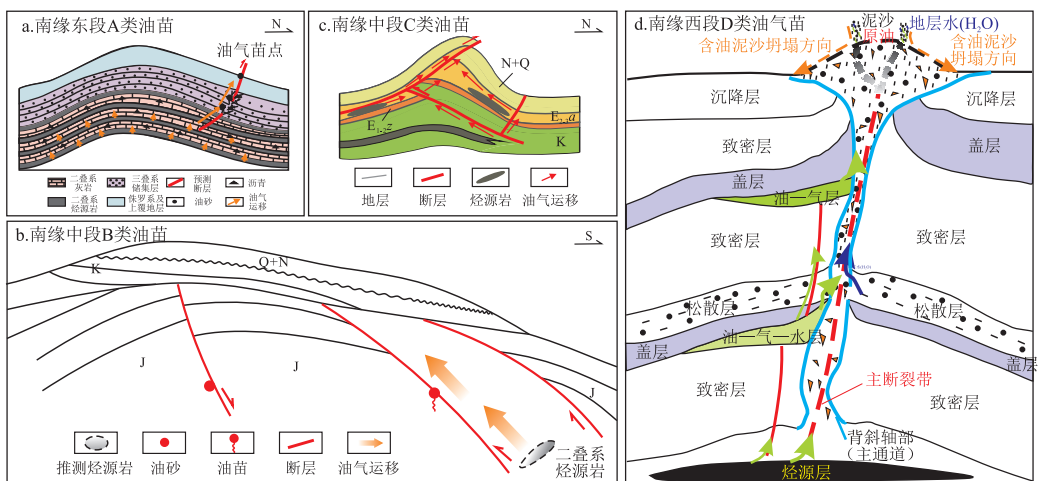 a.南缘东段A类油苗
N
油气苗点
二叠系
灰岩
三叠系
储集层
预测
断层
沥青
二叠系
烃源岩
侏罗系及
上覆地层
油砂
油气
运移
c.南缘中段C类油苗
N
N+Q
E₁₋₂z
E₂₋₃a
K
地层
断层
烃源岩
油气运移
b.南缘中段B类油苗
S
K
Q+N
J
J
J
二叠系
烃源岩
推测烃源岩
油砂
油苗
断层
油气运移
d.南缘西段D类油气苗
泥沙
原油
地层水(H₂O)
含油泥沙
坍塌方向
含油泥沙
坍塌方向
沉降层
沉降层
致密层
盖层
盖层
油—气层
致密层
致密层
松散层
松散层
油—气—水层
盖层
盖层
致密层
主断裂带
致密层
背斜轴部
(主通道)
烃源层